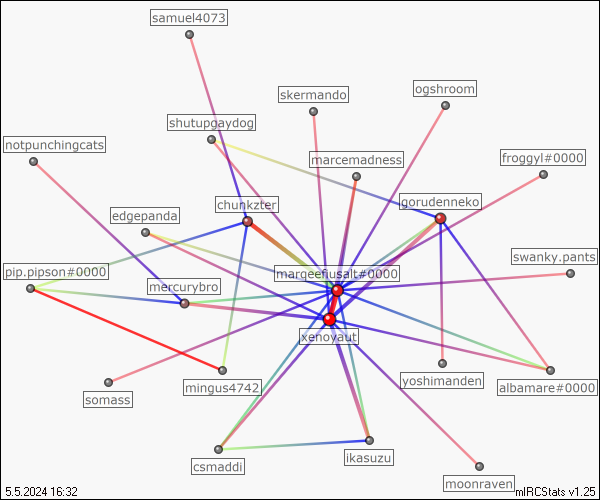 samuel4073
ogshroom
skermando
shutupgaydog
notpunchingcats
marcemadness
froggyl#0000
chunkzter
gorudenneko
edgepanda
swanky.pants
pip.pipson#0000
marqeefusalt#0000
mercurybro
xenoyaut
mingus4742
yoshimanden
albamare#0000
somass
ikasuzu
csmaddi
moonraven
5.5.2024 16:32
mIRCStats v1.25